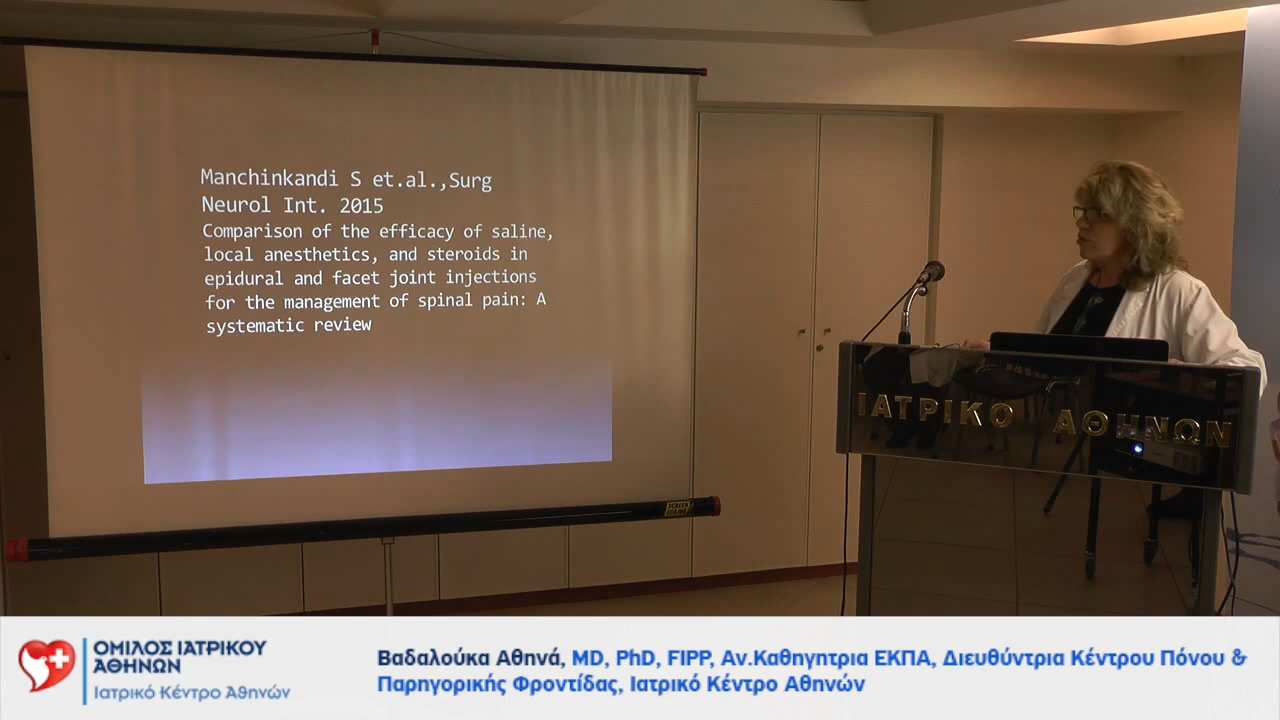 Manchinkandi S et.al.,Surg
Neurol Int. 2015
Comparison of the efficacy of saline,
local anesthetics, and steroids in
epidural and facet joint injections
for the management of spinal pain: A
systematic review
ΙΑΤΡΙΚΟ ΑΘΗΝΩΝ
ΟΜΙΛΟΣ ΙΑΤΡΙΚΟΥ
ΑΘΗΝΩΝ
Ιατρικό Κέντρο Αθηνών
Βαδαλούκα Αθηνά, MD, PhD, FIPP, Αν.Καθηγητρια ΕΚΠΑ, Διευθύντρια Κέντρου Πόνου &
Παρηγορικής Φροντίδας, Ιατρικό Κέντρο Αθηνών